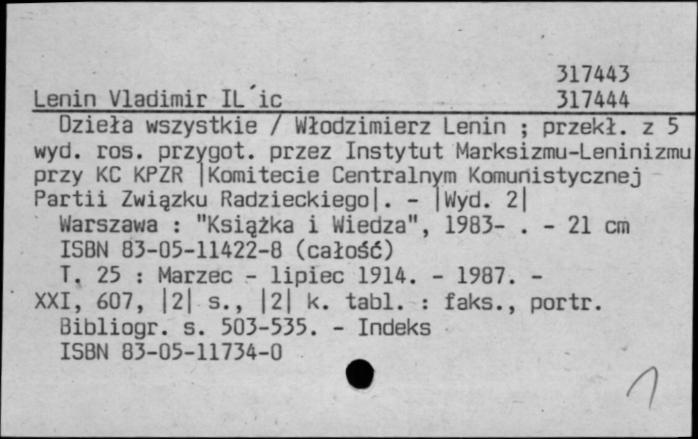 317443
Lenin Vladimir IL´ic 317444
Dzieła wszystkie / Włodzimierz Lenin ; przekł. z 5
wyd. ros. przygot. przez Instytut Marksizmu-Leninizmu
przy KC KPZR |Komitecie Centralnym Komunistycznej
Partii Związku Radzieckiego|. - |Wyd. 2|
Warszawa : "Książka i Wiedza", 1983- . - 21 cm
ISBN 83-05-11422-8 (całość)
T. 25 : Marzec - lipiec 1914. - 1987. -
XXI, 607, |2| s., |2| k. tabl. : faks., portr.
Bibliogr. s. 503-535. - Indeks
ISBN 83-05-11734-0
1